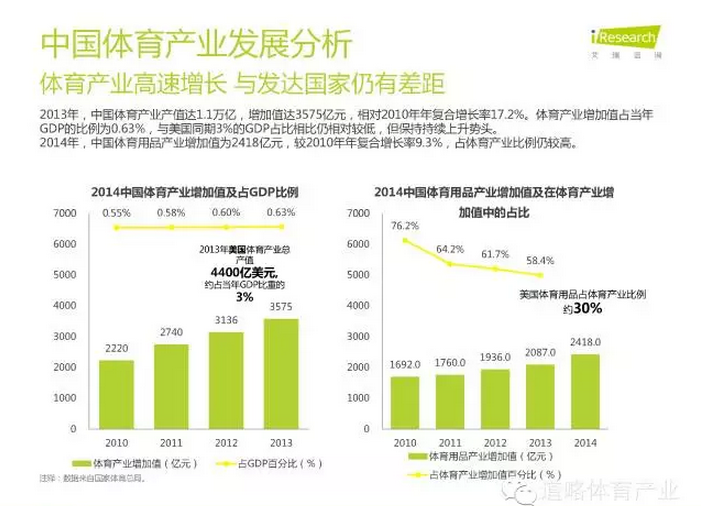 中国体育产业发展分析
iResearch
艾瑞咨询
体育产业高速增长 与发达国家仍有差距
2013年，中国体育产业产值达1.1万亿，增加值达3575亿元，相对2010年年复合增长率17.2%。体育产业增加值占当年
GDP的比例为0.63%，与美国同期3%的GDP占比相比仍相对较低，但保持持续上升势头。
2014年，中国体育用品产业增加值为2418亿元，较2010年年复合增长率9.3%，占体育产业比例仍较高。
2014中国体育产业增加值及占GDP比例
7000
6000
5000
4000
3000
2000
1000
0
0.55%
0.58%
0.60%
0.63%
2013年美国体育产业总
产值
4400亿美元,
约占当年GDP比重的
3%
2220
2740
3136
3575
2010
2011
2012
2013
体育产业增加值（亿元）
占GDP百分比（%）
2014中国体育用品产业增加值及在体育产业增
加值中的占比
7000
6000
5000
4000
3000
2000
1000
0
76.2%
64.2%
61.7%
58.4%
美国体育用品占体育产业比例
约30%
1692.0
1760.0
1936.0
2087.0
2418.0
2010
2011
2012
2013
2014
体育用品产业增加值（亿元）
占体育产业增加值百分比（%）
注释：数据来自国家体育总局。
道略体育产业